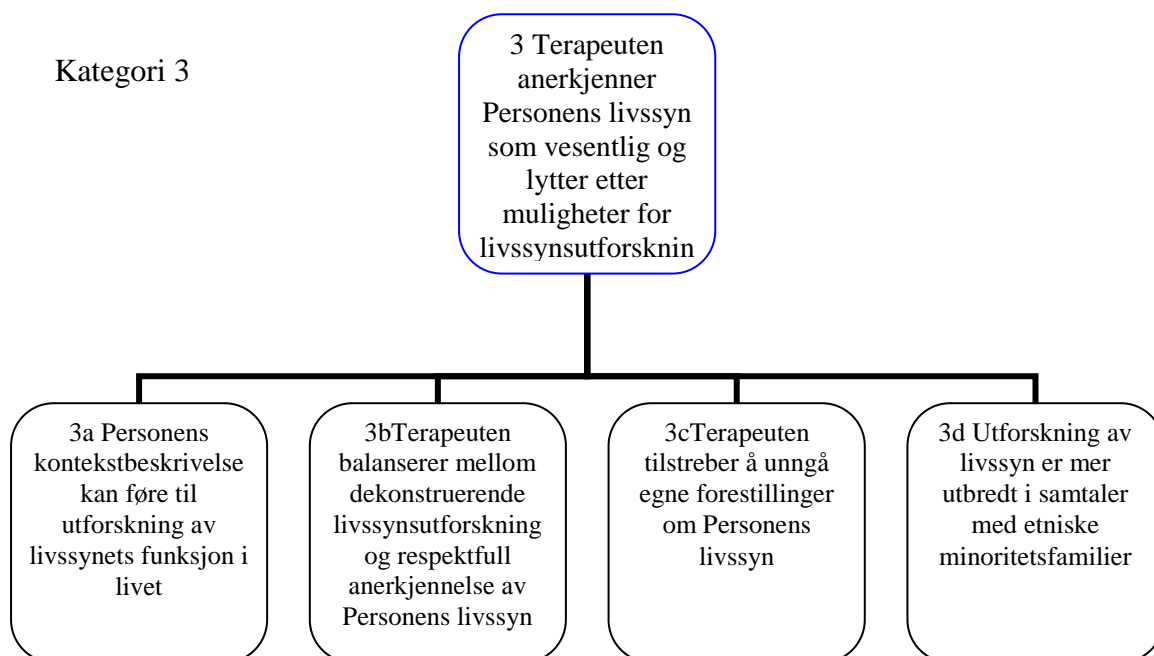 Kategori 3
3 Terapeuten
anerkjenner
Personens livssyn
som vesentlig og
lytter etter
muligheter for
livssynsutforsknin
3a Personens
kontekstbeskrivelse
kan føre til
utforskning av
livssynets funksjon i
livet
3bTerapeuten
balanserer mellom
dekonstruerende
livssynsutforskning
og respektfull
anerkjennelse av
Personens livssyn
3cTerapeuten
tilstreber å unngå
egne forestillinger
om Personens
livssyn
3d Utforskning av
livssyn er mer
utbredt i samtaler
med etniske
minoritetsfamilier